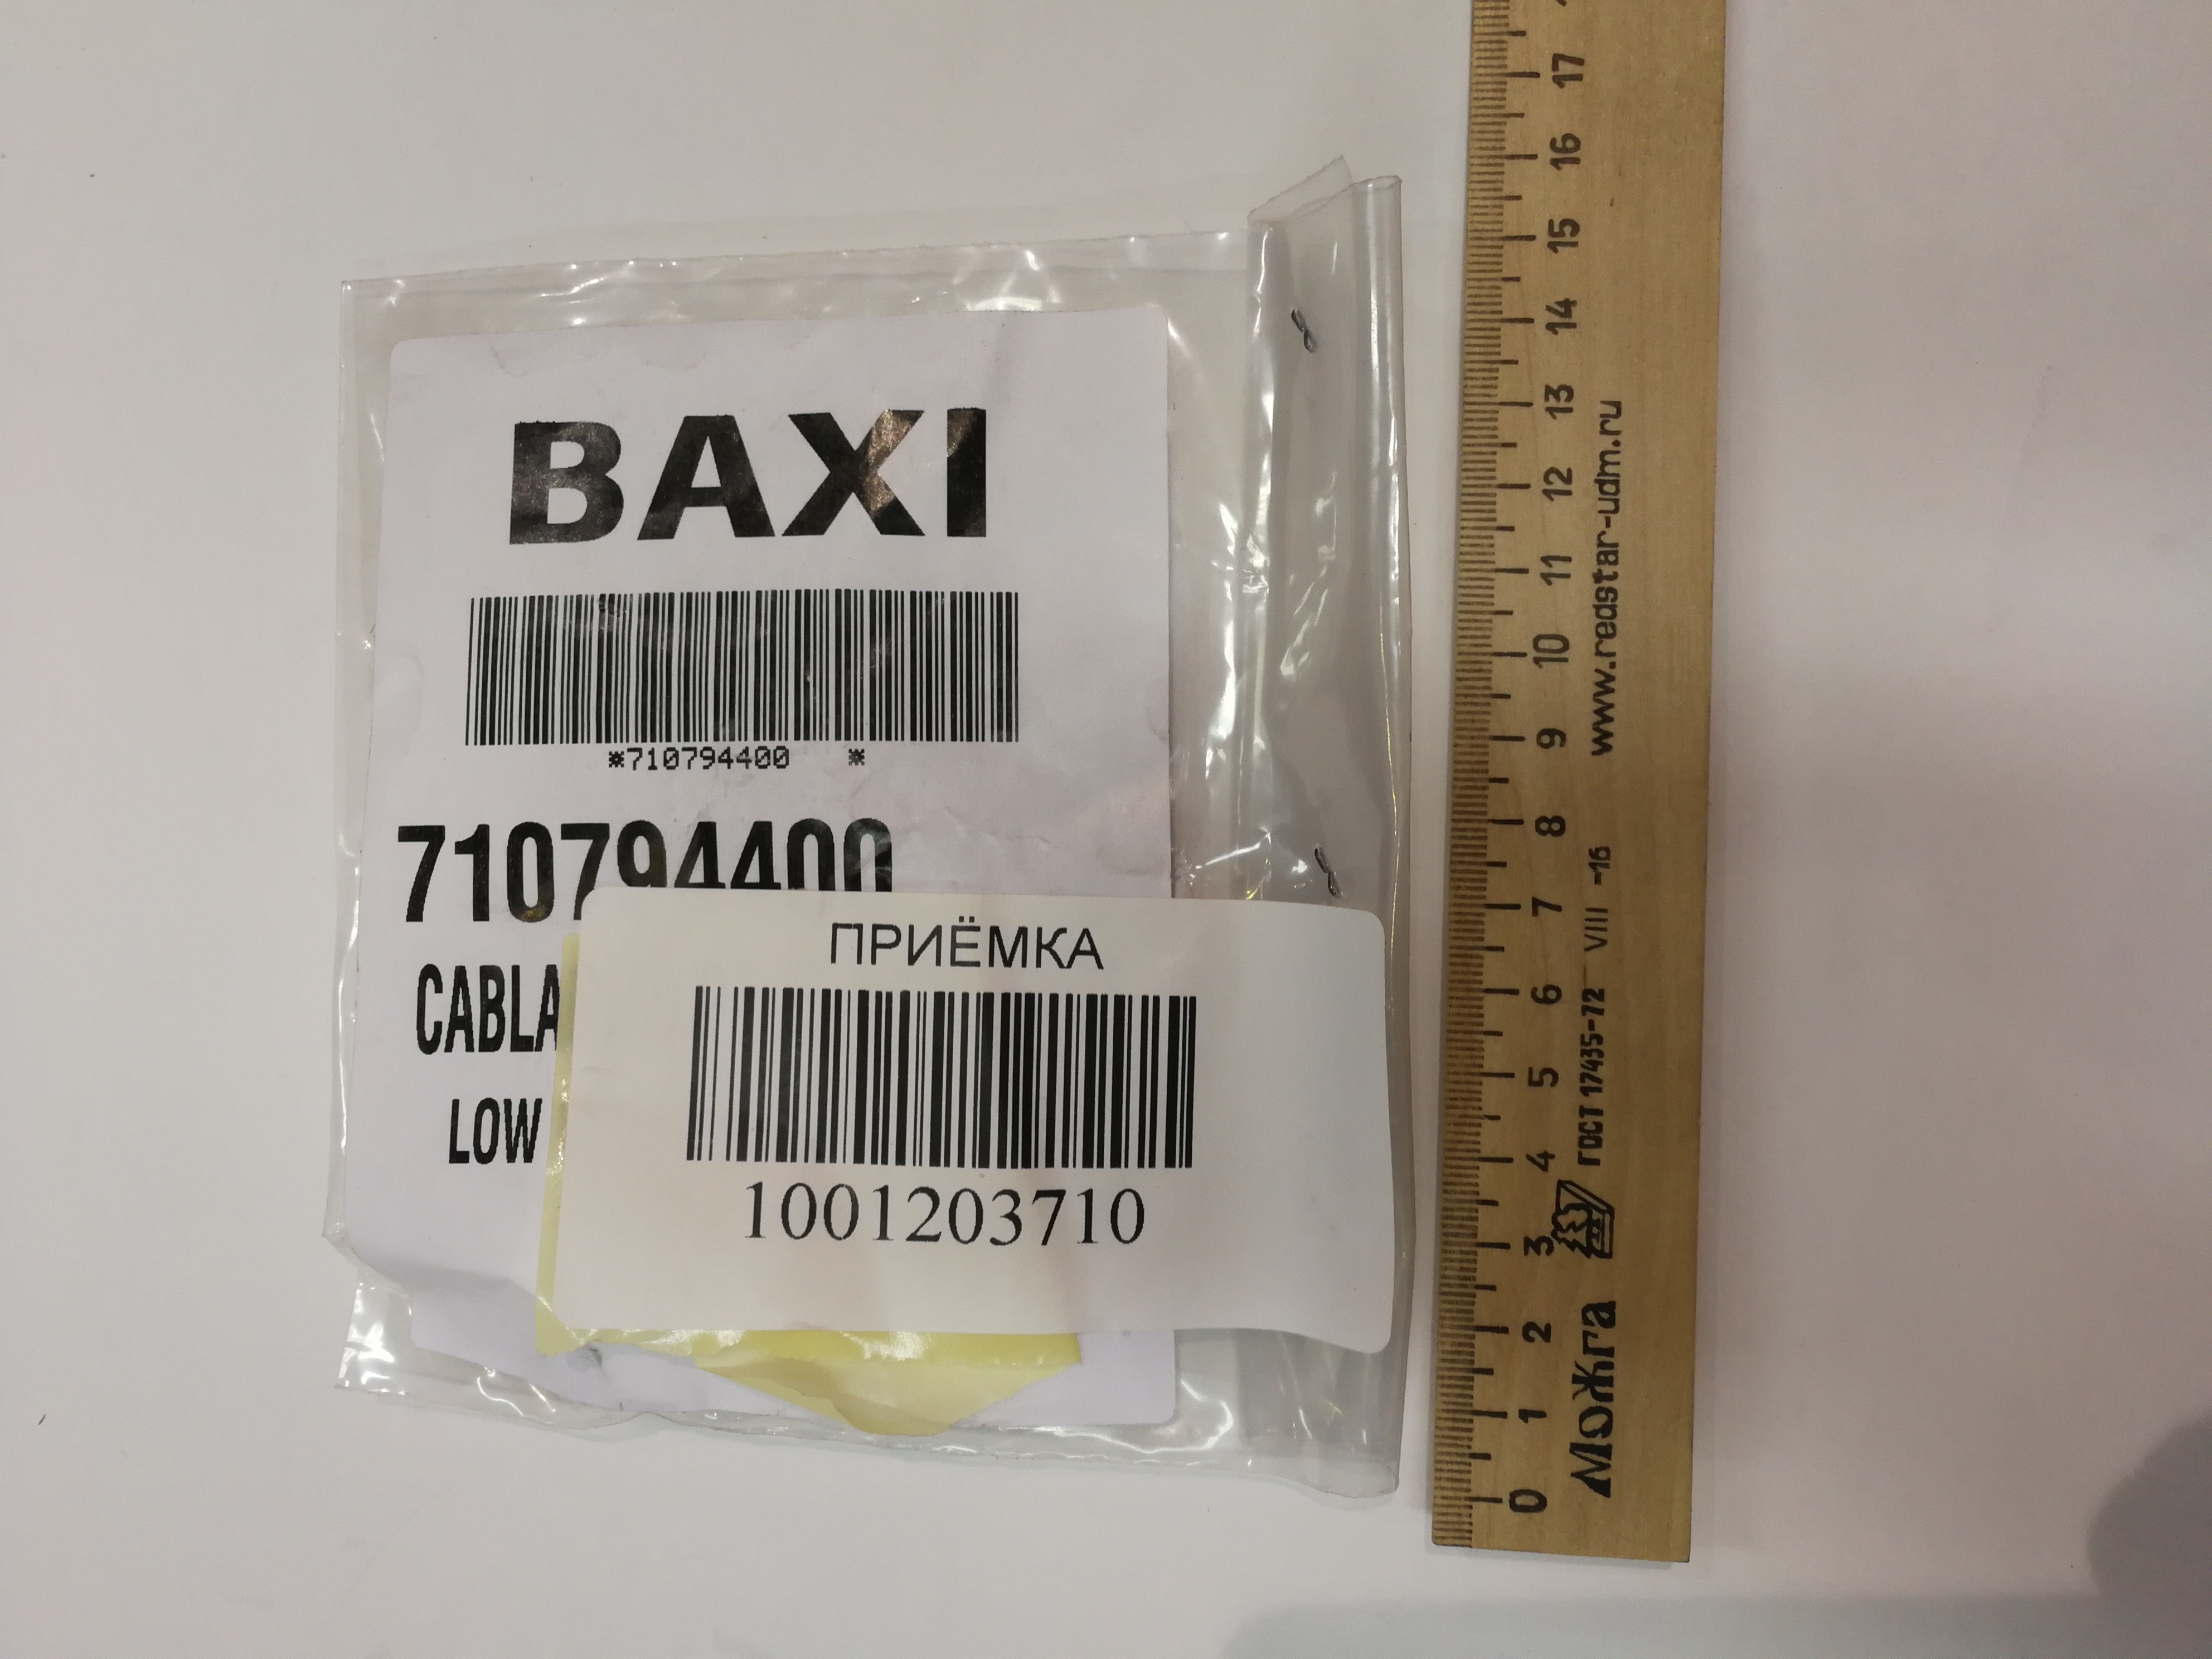 BAXI
*710794400 *
710794400
CABLA
LOW
ПРИЁМКА
1001203710
0 1 2 3 4 5 6 7 8 9 10 11 12 13 14 15 16 17
Можга ГОСТ 17435-72 VIII -16 www.redstar-udm.ru